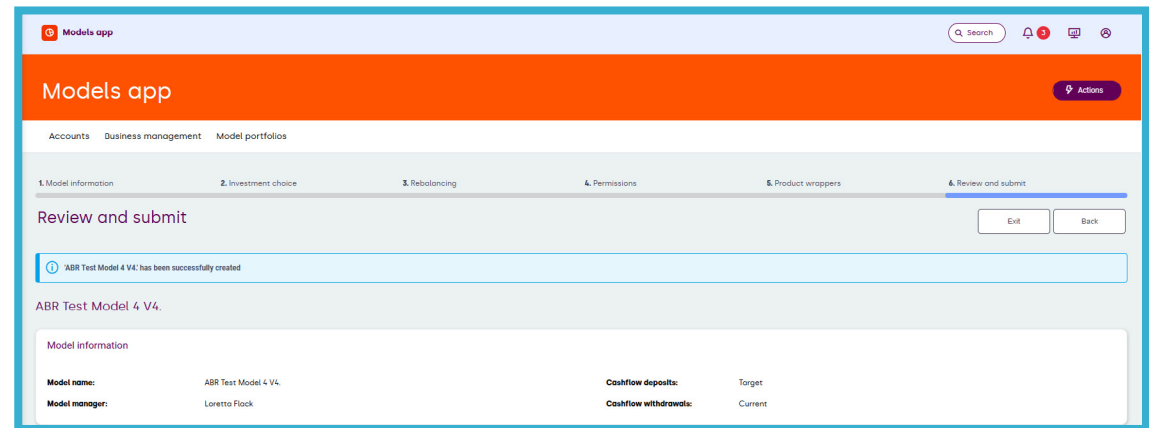 Models app
Search
3
Models app
Actions
Accounts Business management Model portfolios
1. Model information 2. Investment choice 3. Rebalancing 4. Permissions 5. Product wrappers 6. Review and submit
Review and submit
Exit Back
'ABR Test Model 4 V4.' has been successfully created
ABR Test Model 4 V4.
Model information
Model name: ABR Test Model 4 V4. Cashflow deposits: Target
Model manager: Loretta Flock Cashflow withdrawals: Current